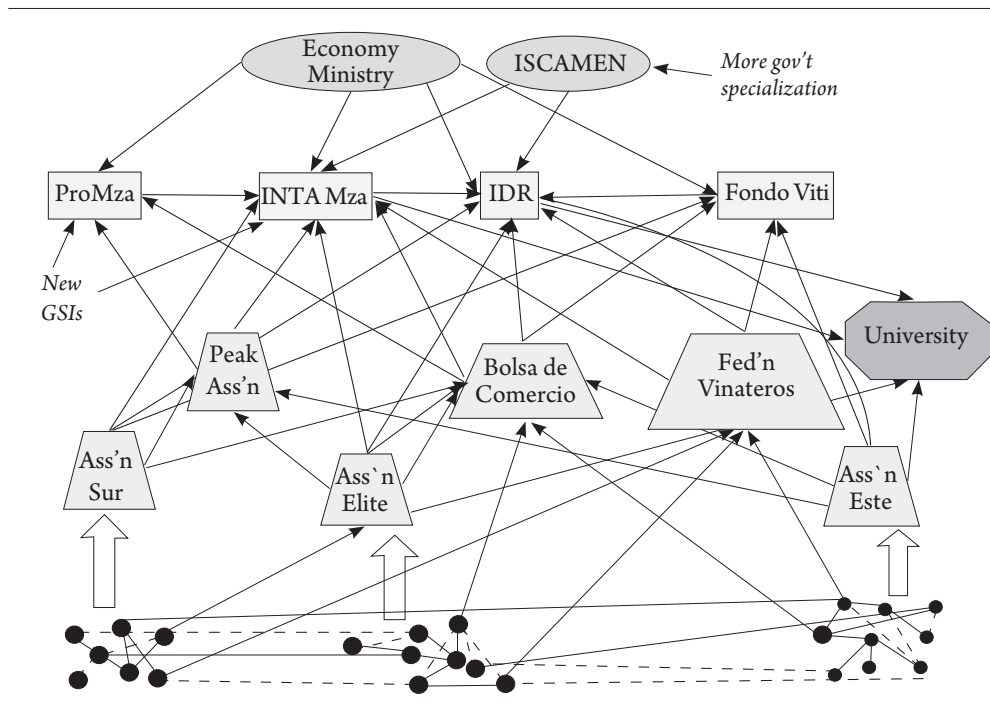 Economy
Ministry
ISCAMEN
More gov't
specialization
ProMza
INTA Mza
IDR
Fondo Viti
New
GSIs
University
Peak
Ass'n
Bolsa de
Comercio
Fed'n
Vinateros
Ass'n
Sur
Ass`n
Elite
Ass`n
Este